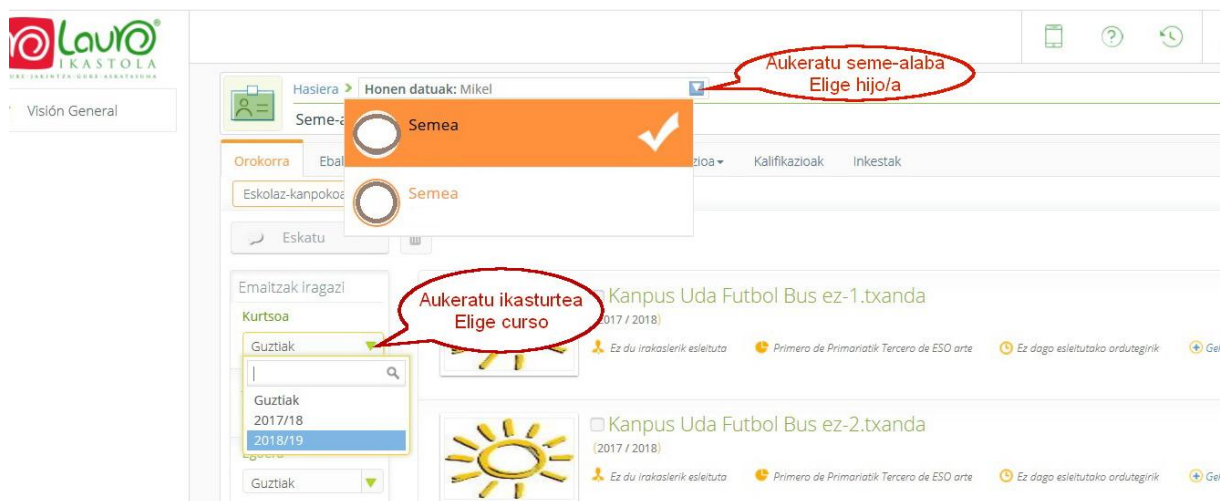 Lauro
IKASTOLA
Visión General
Hasiera > Honen datuak: Mikel
Aukeratu seme-alaba
Elige hijo/a
Seme-a
Semea
Semea
Orokorra Ebal zioa Kalifikazioak Inkestak
Eskolaz-kanpokoa
Eskatu
Emaitzak iragazi
Kurtsoa
Guztiak
Aukeratu ikasturtea
Elige curso
Guztiak
2017/18
2018/19
Egoera
Guztiak
Kanpus Uda Futbol Bus ez-1.txanda
(2017 / 2018)
Ez du irakaslerik esleituta Primero de Primariatik Tercero de ESO arte Ez dago esleitutako ordutegirik Geh
Kanpus Uda Futbol Bus ez-2.txanda
(2017 / 2018)
Ez du irakaslerik esleituta Primero de Primariatik Tercero de ESO arte Ez dago esleitutako ordutegirik Geh